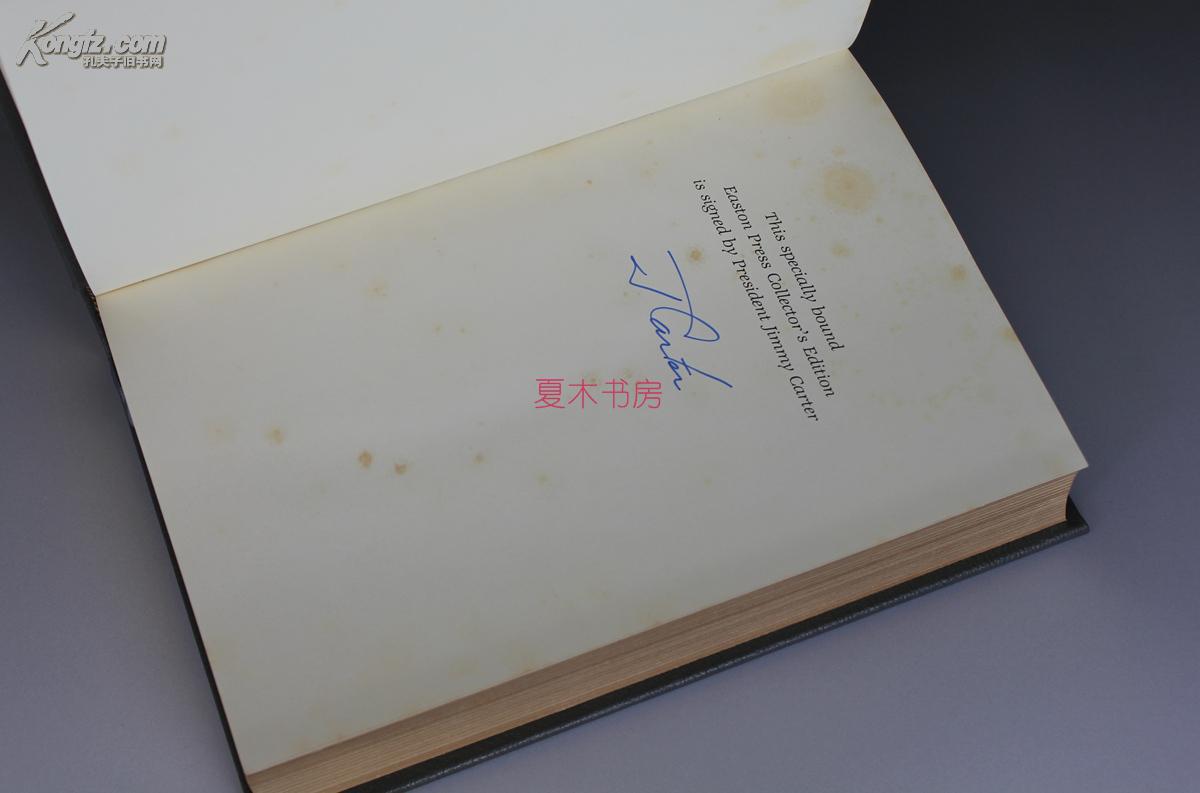 Kongfz.com
孔夫子旧书网
This specially bound
Easton Press Collector's Edition
is signed by President Jimmy Carter
J Carter
夏木书房